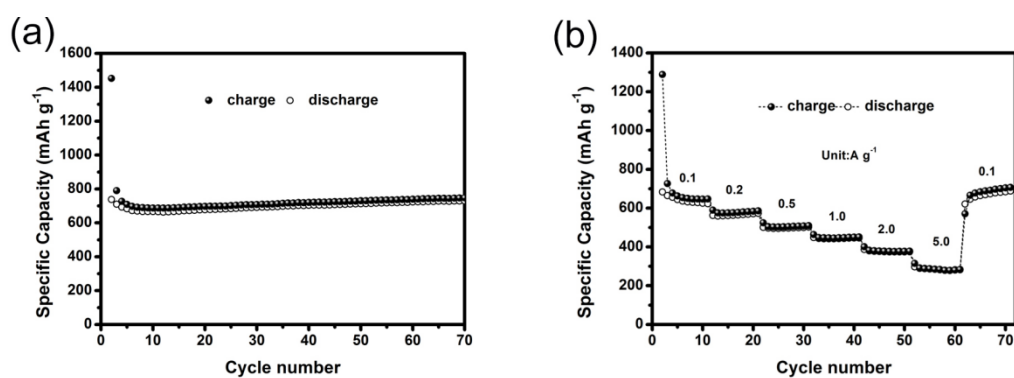 (a)
1600
1400
1200
1000
800
600
400
200
0
Specific Capacity (mAh g⁻¹)
charge discharge
0 10 20 30 40 50 60 70
Cycle number
(b)
1400
1200
1000
800
600
400
200
0
Specific Capacity (mAh g⁻¹)
charge discharge
Unit:A g⁻¹
0.1
0.2
0.5
1.0
2.0
5.0
0.1
0 10 20 30 40 50 60 70
Cycle number